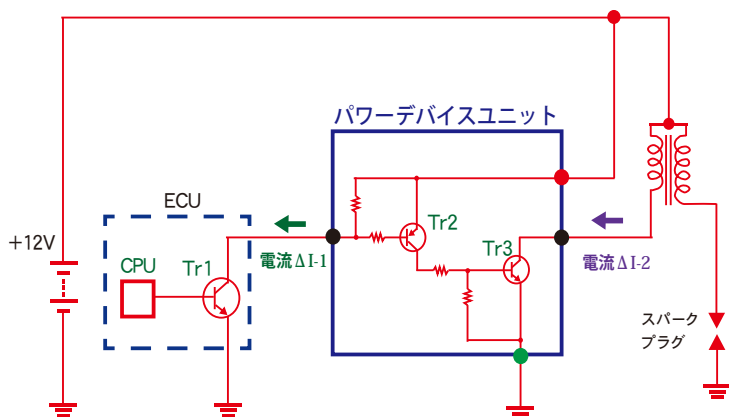 パワーデバイスユニット
ECU
+12V
CPU
Tr1
電流ΔI-1
Tr2
Tr3
電流ΔI-2
スパーク
プラグ